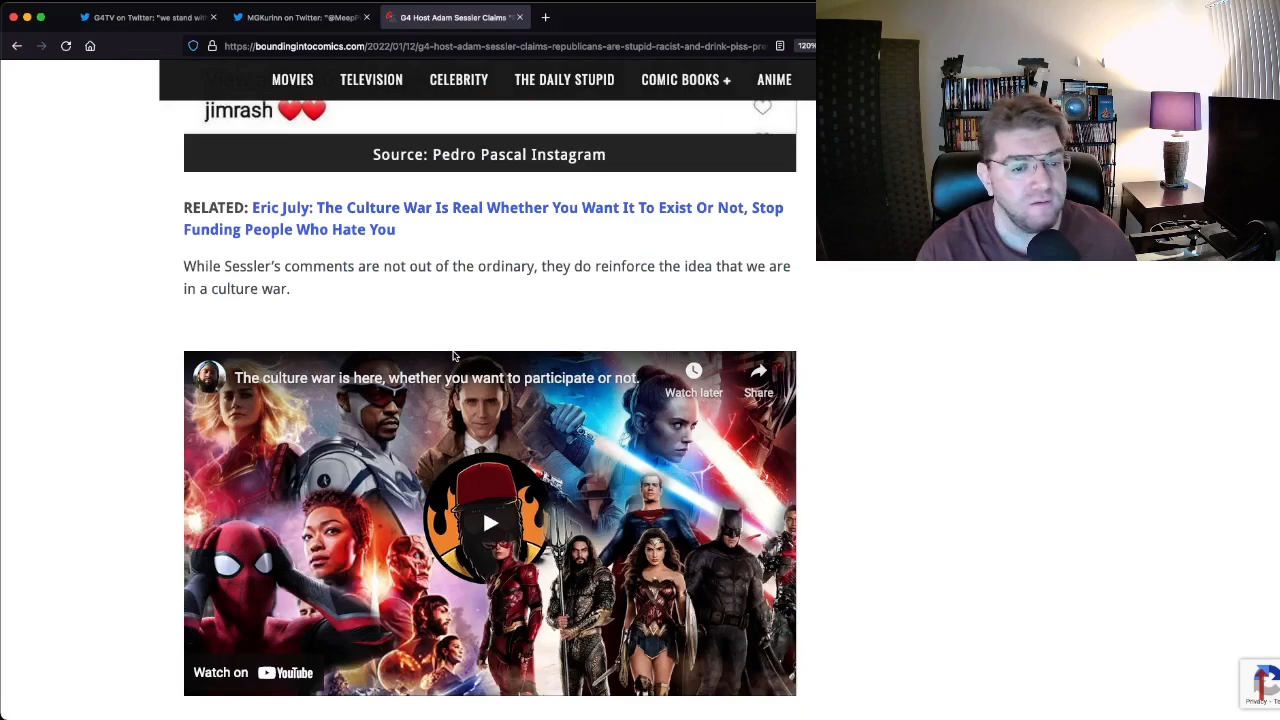 G4TV on Twitter: "we stand with
MGKurinn on Twitter: "@MeepP
G4 Host Adam Sessler Claims "
https://boundingintocomics.com/2022/01/12/g4-host-adam-sessler-claims-republicans-are-stupid-racist-and-drink-piss-pre
120%
MOVIES TELEVISION CELEBRITY THE DAILY STUPID COMIC BOOKS + ANIME
jimrash
Source: Pedro Pascal Instagram
RELATED: Eric July: The Culture War Is Real Whether You Want It To Exist Or Not, Stop
Funding People Who Hate You
While Sessler's comments are not out of the ordinary, they do reinforce the idea that we are
in a culture war.
The culture war is here, whether you want to participate or not.
Watch later
Share
Watch on YouTube
Privacy - Te